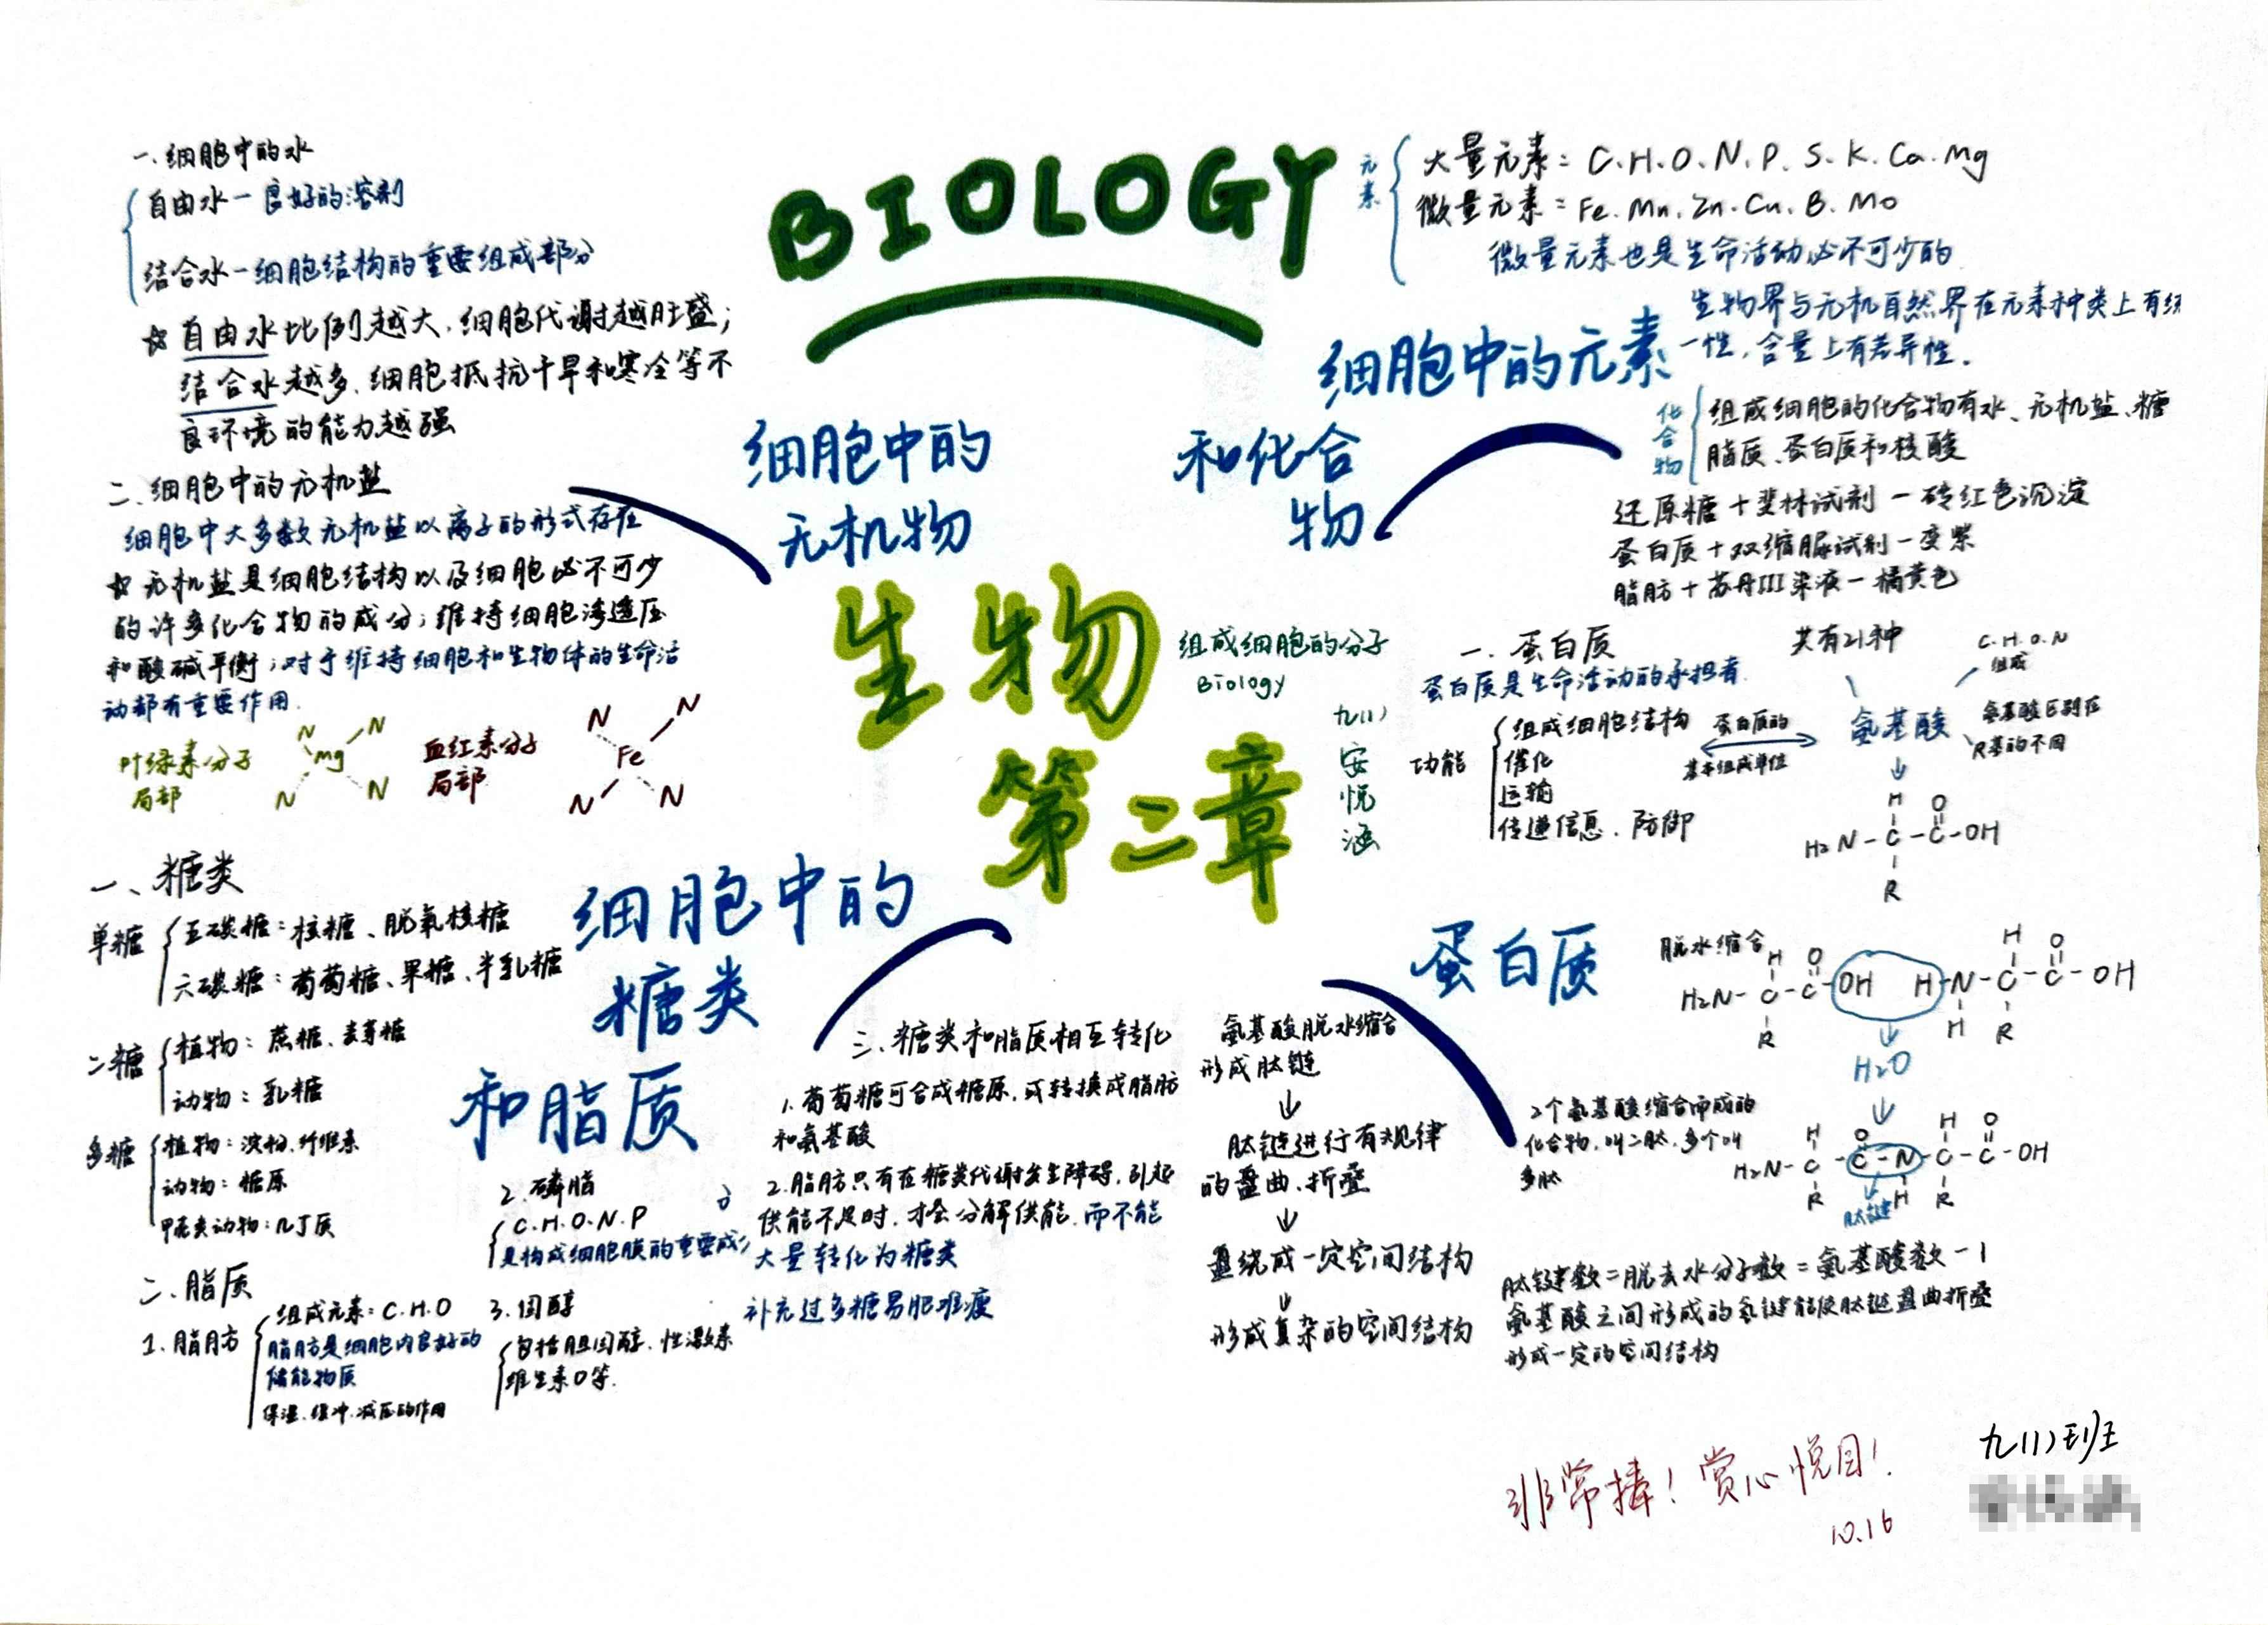 BIOLOGY
生物
第二章
组成细胞的分子
Biology
九(1)
安
悦
涵
细胞中的
无机物
一.细胞中的水
自由水一良好的溶剂
结合水一细胞结构的重要组成部分
☆自由水比例越大,细胞代谢越旺盛;
结合水越多,细胞抵抗干旱和寒冷等不
良环境的能力越强
二.细胞中的无机盐
细胞中大多数无机盐以离子的形式存在
☆无机盐是细胞结构以及细胞必不可少
的许多化合物的成分;维持细胞渗透压
和酸碱平衡;对于维持细胞和生物体的生命活
动都有重要作用.
叶绿素分子
局部
N N
Mg
N N
血红素分子
局部
N N
Fe
N N
细胞中的元素
和化合
物
元素
大量元素=C.H.O.N.P.S.K.Ca.Mg
微量元素=Fe.Mn.Zn.Cu.B.Mo
微量元素也是生命活动必不可少的
生物界与无机自然界在元素种类上有统
一性,含量上有差异性.
化合物
组成细胞的化合物有水、无机盐、糖
脂质、蛋白质和核酸
还原糖+斐林试剂一砖红色沉淀
蛋白质+双缩脲试剂一变紫
脂肪+苏丹III染液一橘黄色
细胞中的
糖类
和脂质
一、糖类
单糖
五碳糖:核糖、脱氧核糖
六碳糖:葡萄糖、果糖、半乳糖
二糖
植物:蔗糖、麦芽糖
动物:乳糖
多糖
植物:淀粉.纤维素
动物:糖原
甲壳类动物:几丁质
二.脂质
1.脂肪
组成元素:C.H.O
脂肪是细胞内良好的
储能物质
保温.缓冲.减压的作用
2.磷脂
C.H.O.N.P
是构成细胞膜的重要成分
3.固醇
包括胆固醇.性激素
维生素D等.
三.糖类和脂质相互转化
1.葡萄糖可合成糖原,或转换成脂肪
和氨基酸
2.脂肪只有在糖类代谢发生障碍,引起
供能不足时,才会分解供能,而不能
大量转化为糖类
补充过多糖易肥难瘦
蛋白质
一.蛋白质
蛋白质是生命活动的承担者.
功能
组成细胞结构
催化
运输
传递信息.防御
蛋白质的
基本组成单位
共有21种
C.H.O.N
组成
氨基酸
氨基酸区别在
R基的不同
H O
H₂N-C-C-OH
R
脱水缩合
H O H O
H₂N-C-C-OH H-N-C-C-OH
R H R
H₂O
2个氨基酸缩合而成的
化合物,叫二肽,多个叫
多肽
H O H O
H₂N-C-C-N-C-C-OH
R H R
肽键
氨基酸脱水缩合
形成肽链
肽链进行有规律
的盘曲.折叠
盘绕成一定空间结构
形成复杂的空间结构
肽键数=脱去水分子数=氨基酸数-1
氨基酸之间形成的氢键能使肽链盘曲折叠
形成一定的空间结构
非常棒!赏心悦目!
10.16
九(1)班